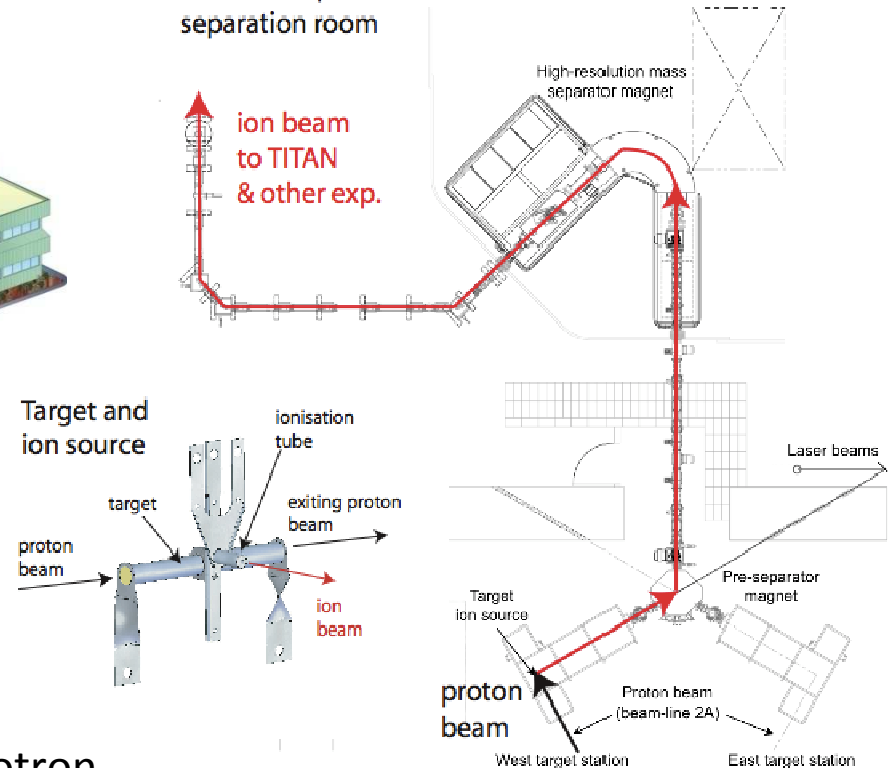 separation room
High-resolution mass
separator magnet
ion beam
to TITAN
& other exp.
Target and
ion source
ionisation
tube
target
exiting proton
beam
proton
beam
ion
beam
Laser beams
Pre-separator
magnet
Target
ion source
proton
beam
Proton beam
(beam-line 2A)
West target station
East target station